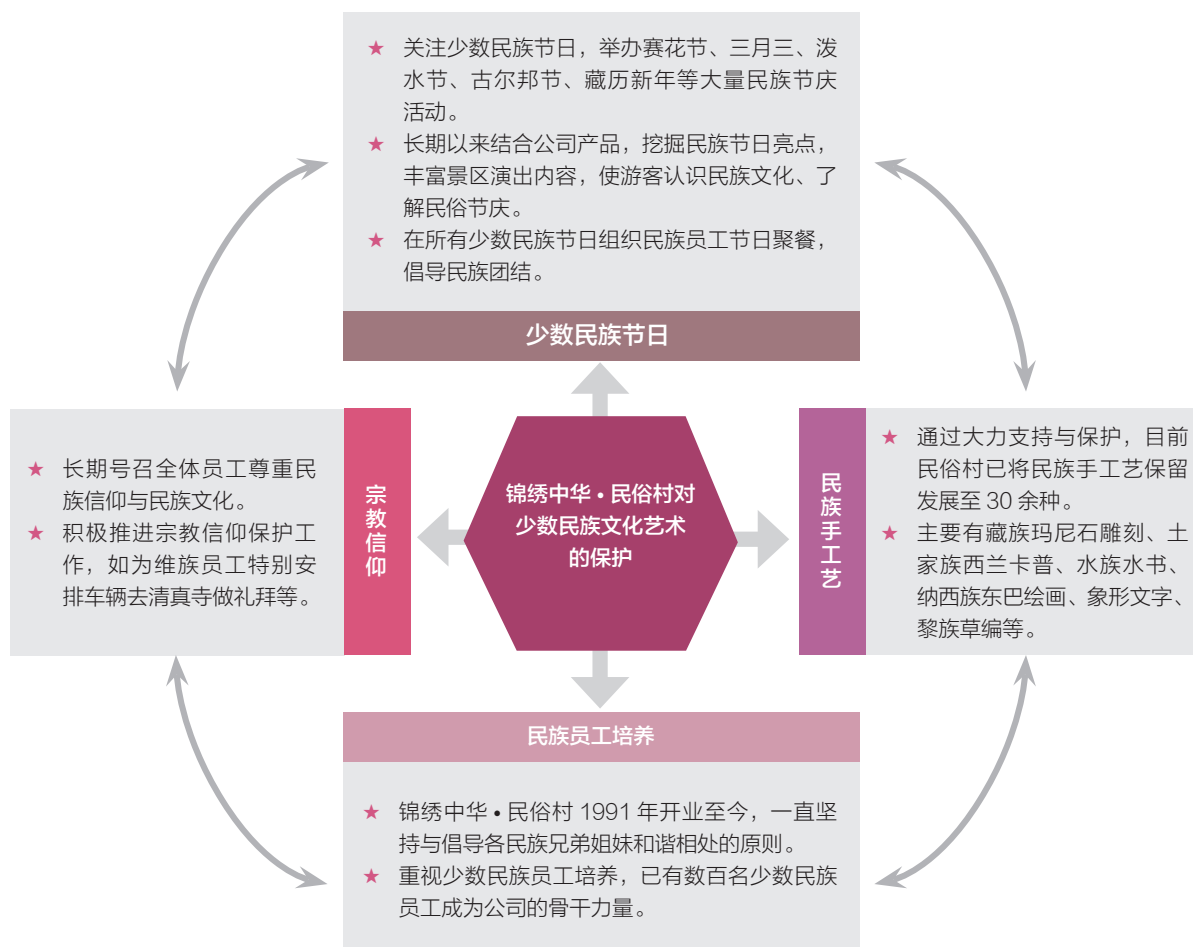 ★ 关注少数民族节日，举办赛花节、三月三、泼
水节、古尔邦节、藏历新年等大量民族节庆
活动。
★ 长期以来结合公司产品，挖掘民族节日亮点，
丰富景区演出内容，使游客认识民族文化、了
解民俗节庆。
★ 在所有少数民族节日组织民族员工节日聚餐，
倡导民族团结。
少数民族节日
★ 长期号召全体员工尊重民
族信仰与民族文化。
★ 积极推进宗教信仰保护工
作，如为维族员工特别安
排车辆去清真寺做礼拜等。
宗教信仰
锦绣中华·民俗村对
少数民族文化艺术
的保护
民族手工艺
★ 通过大力支持与保护，目前
民俗村已将民族手工艺保留
发展至 30 余种。
★ 主要有藏族玛尼石雕刻、土
家族西兰卡普、水族水书、
纳西族东巴绘画、象形文字、
黎族草编等。
民族员工培养
★ 锦绣中华·民俗村 1991 年开业至今，一直坚
持与倡导各民族兄弟姐妹和谐相处的原则。
★ 重视少数民族员工培养，已有数百名少数民族
员工成为公司的骨干力量。